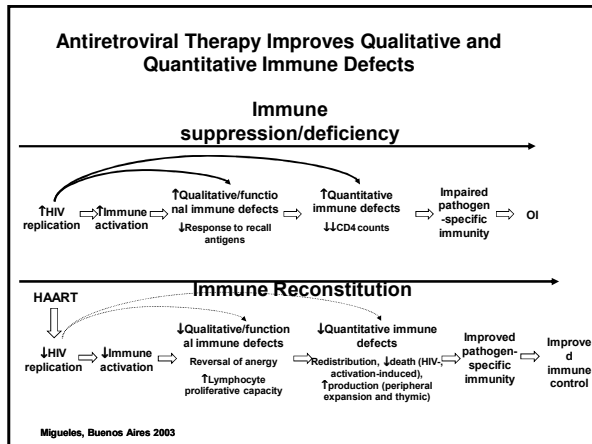 Antiretroviral Therapy Improves Qualitative and
Quantitative Immune Defects
Immune
suppression/deficiency
↑HIV
replication
↑Immune
activation
↑Qualitative/functio
nal immune defects
↓Response to recall
antigens
↑Quantitative
immune defects
↓↓CD4 counts
Impaired
pathogen
-specific
immunity
OI
Immune Reconstitution
HAART
↓HIV
replication
↓Immune
activation
↓Qualitative/function
al immune defects
Reversal of anergy
↑Lymphocyte
proliferative capacity
↓Quantitative immune
defects
Redistribution, ↓death (HIV-,
activation-induced),
↑production (peripheral
expansion and thymic)
Improved
pathogen-
specific
immunity
Improve
d
immune
control
Migueles, Buenos Aires 2003